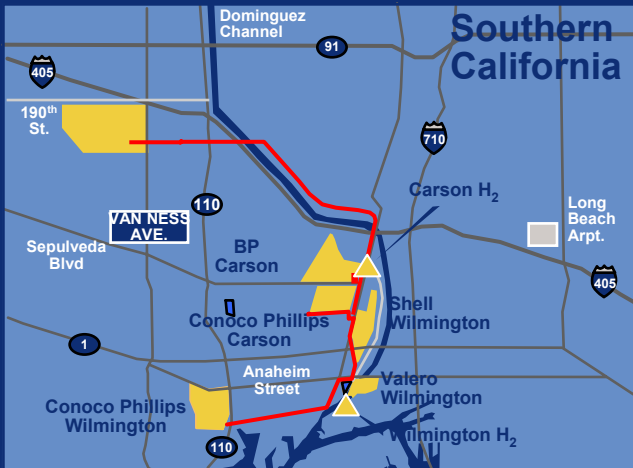 Dominguez
Channel
Southern
California
91
405
190th
St.
710
Carson H2
110
VAN NESS
AVE.
Long
Beach
Arpt.
Sepulveda
Blvd
BP
Carson
405
Shell
Wilmington
Conoco Phillips
Carson
1
Anaheim
Street
Valero
Wilmington
Conoco Phillips
Wilmington
Wilmington H2
110